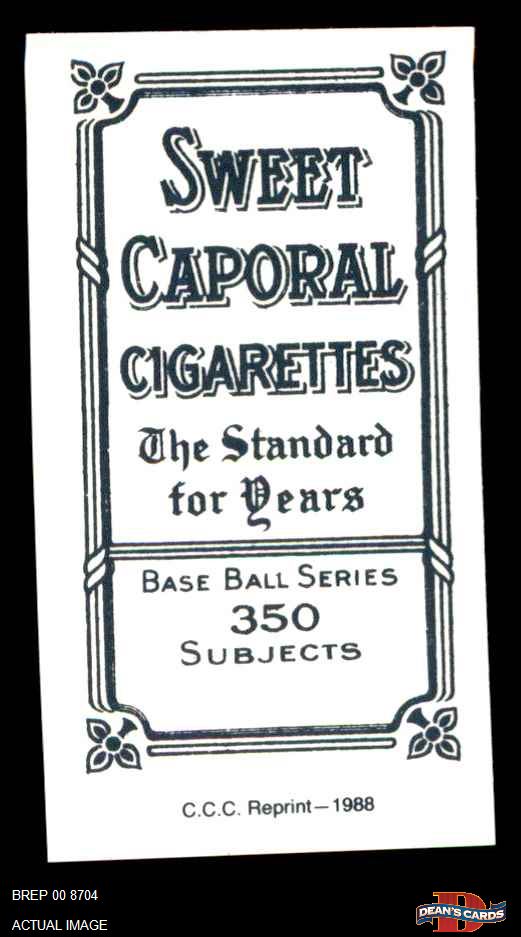 SWEET
CAPORAL
CIGARETTES
The Standard
for Years
BASE BALL SERIES
350
SUBJECTS
C.C.C. Reprint—1988
BREP 00 8704
ACTUAL IMAGE
D
DEAN'S CARDS